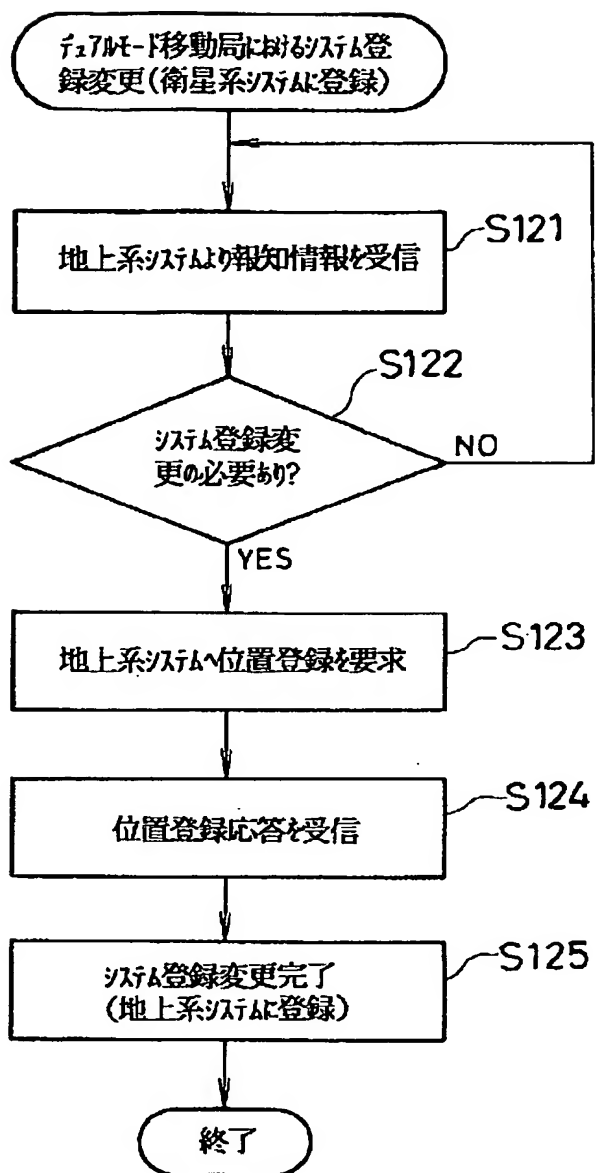 デュアルモード移動局におけるシステム登
録変更(衛星系システムに登録)
地上系システムより報知情報を受信
S121
S122
システム登録変
更の必要あり?
NO
YES
地上系システムへ位置登録を要求
S123
位置登録応答を受信
S124
システム登録変更完了
(地上系システムに登録)
S125
終了